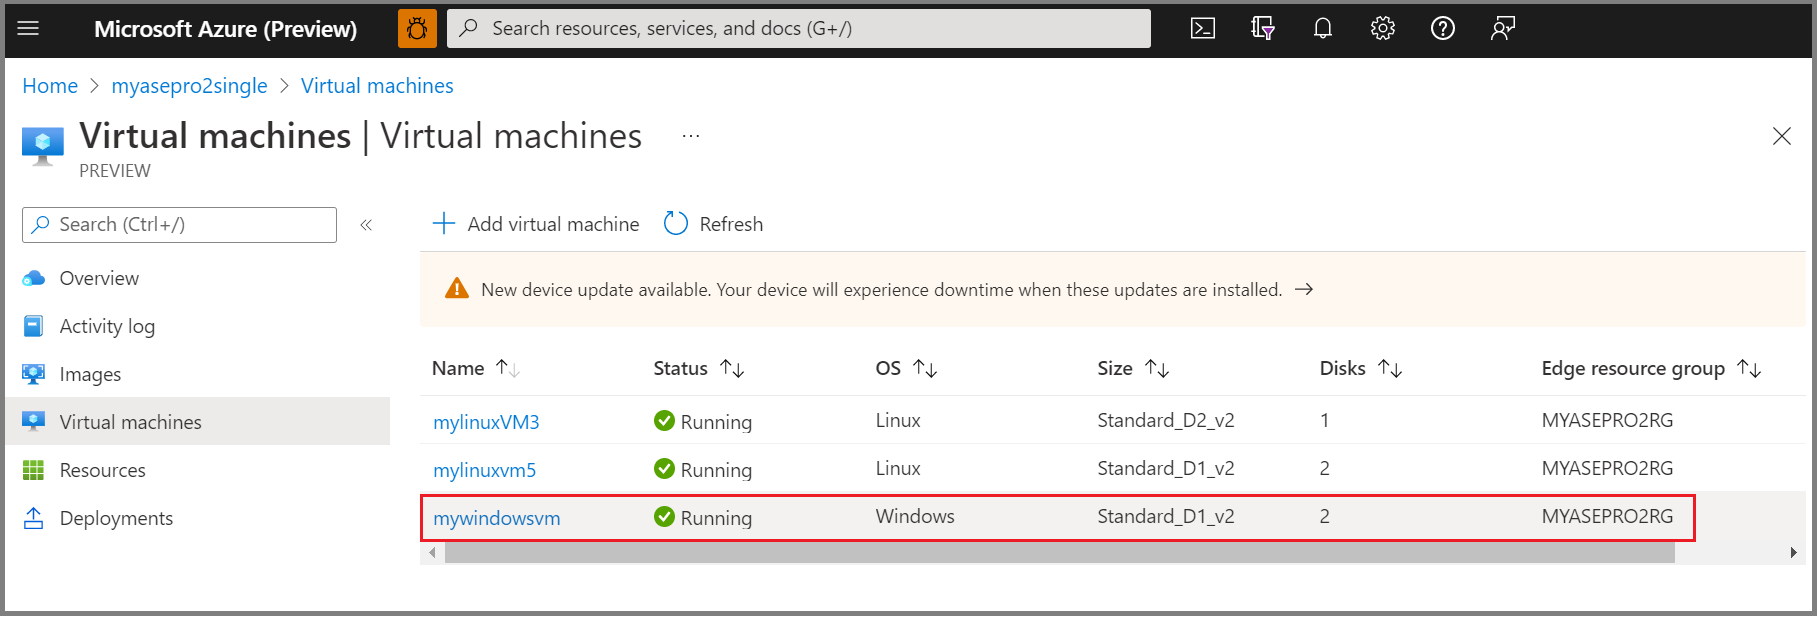 Microsoft Azure (Preview)
Search resources, services, and docs (G+/)
Home > myasepro2single > Virtual machines
Virtual machines | Virtual machines ...
PREVIEW
Search (Ctrl+/) «
+ Add virtual machine Refresh
Overview
Activity log
Images
Virtual machines
Resources
Deployments
New device update available. Your device will experience downtime when these updates are installed. →
Name ↑↓ Status ↑↓ OS ↑↓ Size ↑↓ Disks ↑↓ Edge resource group ↑↓
mylinuxVM3 Running Linux Standard_D2_v2 1 MYASEPRO2RG
mylinuxvm5 Running Linux Standard_D1_v2 2 MYASEPRO2RG
mywindowsvm Running Windows Standard_D1_v2 2 MYASEPRO2RG